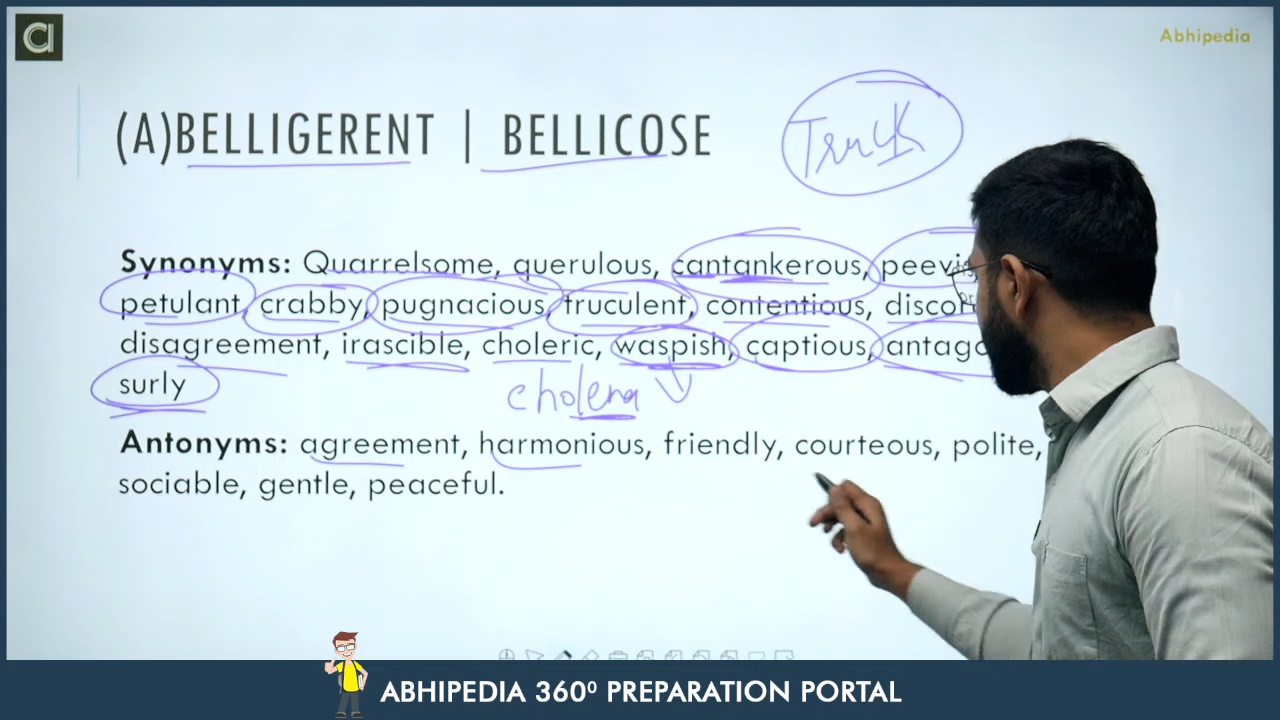 CI
Abhipedia
(A)BELLIGERENT | BELLICOSE
Truck
Synonyms: Quarrelsome, querulous, cantankerous,
petulant, crabby, pugnacious, truculent, contentious,
disagreement, irascible, choleric, waspish, captious,
surly
cholera
Antonyms: agreement, harmonious, friendly, courteous, polite,
sociable, gentle, peaceful.
ABHIPEDIA 360⁰ PREPARATION PORTAL